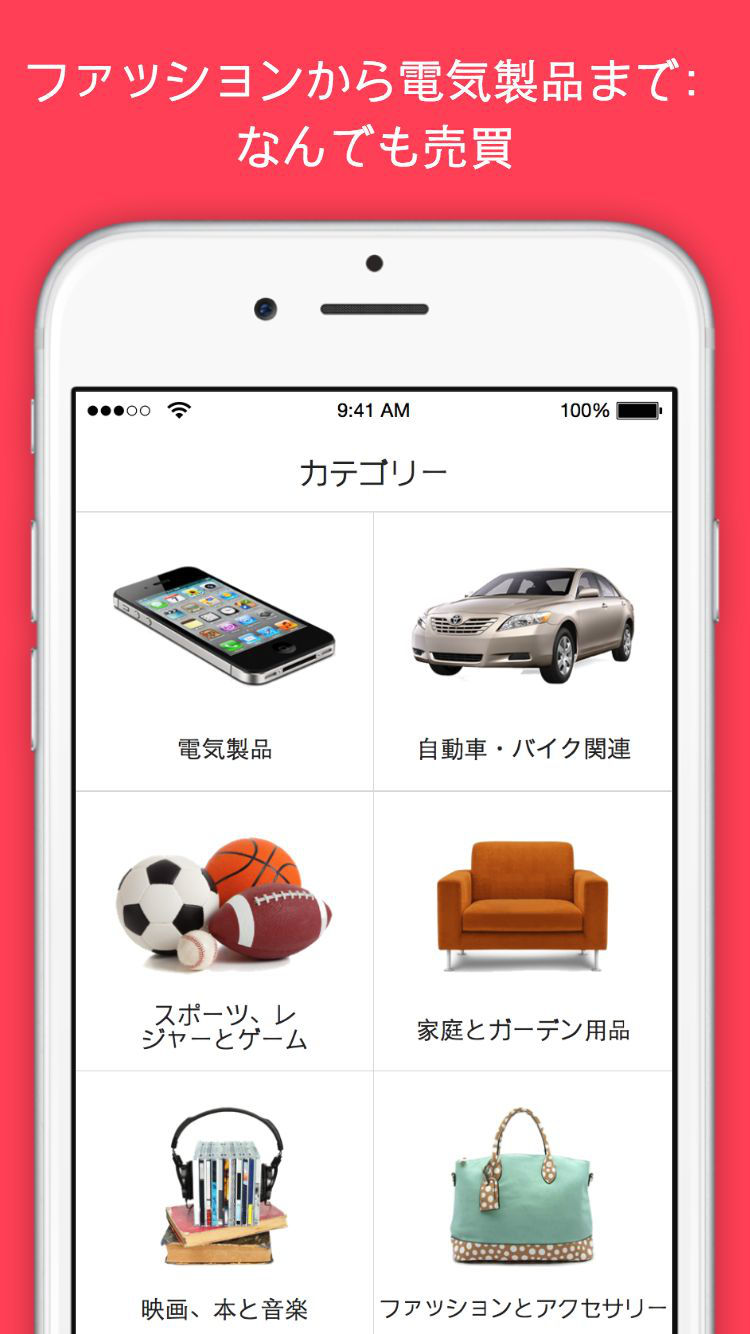 ファッションから電気製品まで:
なんでも売買
9:41 AM
100%
カテゴリー
電気製品
自動車・バイク関連
スポーツ、レ
ジャーとゲーム
家庭とガーデン用品
映画、本と音楽
ファッションとアクセサリー